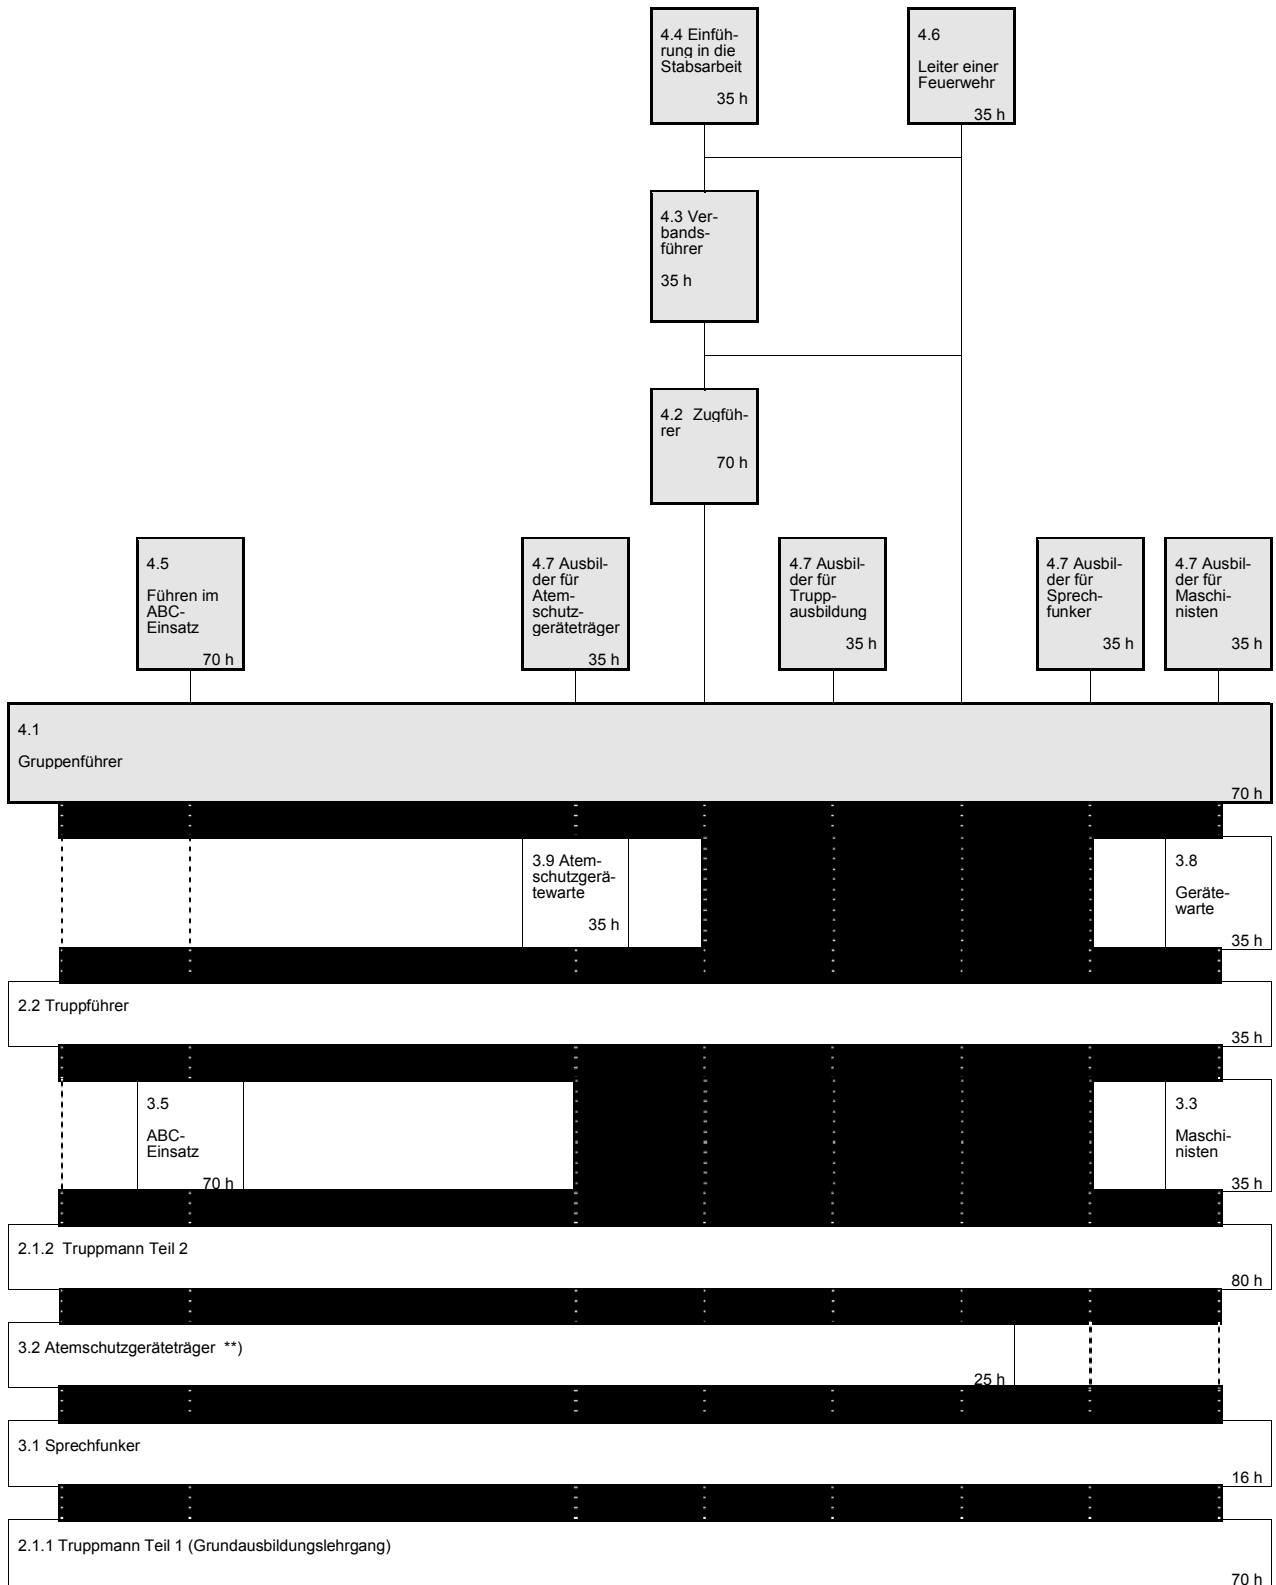 4.4 Einfüh-
rung in die
Stabsarbeit
35 h
4.6
Leiter einer
Feuerwehr
35 h
4.3 Ver-
bands-
führer
35 h
4.2 Zugfüh-
rer
70 h
4.5
Führen im
ABC-
Einsatz
70 h
4.7 Ausbil-
der für
Atem-
schutz-
geräteträger
35 h
4.7 Ausbil-
der für
Trupp-
ausbildung
35 h
4.7 Ausbil-
der für
Sprech-
funker
35 h
4.7 Ausbil-
der für
Maschi-
nisten
35 h
4.1
Gruppenführer
70 h
3.9 Atem-
schutzgerä-
tewarte
35 h
3.8
Geräte-
warte
35 h
2.2 Truppführer
35 h
3.5
ABC-
Einsatz
70 h
3.3
Maschi-
nisten
35 h
2.1.2 Truppmann Teil 2
80 h
3.2 Atemschutzgeräteträger **)
25 h
3.1 Sprechfunker
16 h
2.1.1 Truppmann Teil 1 (Grundausbildungslehrgang)
70 h